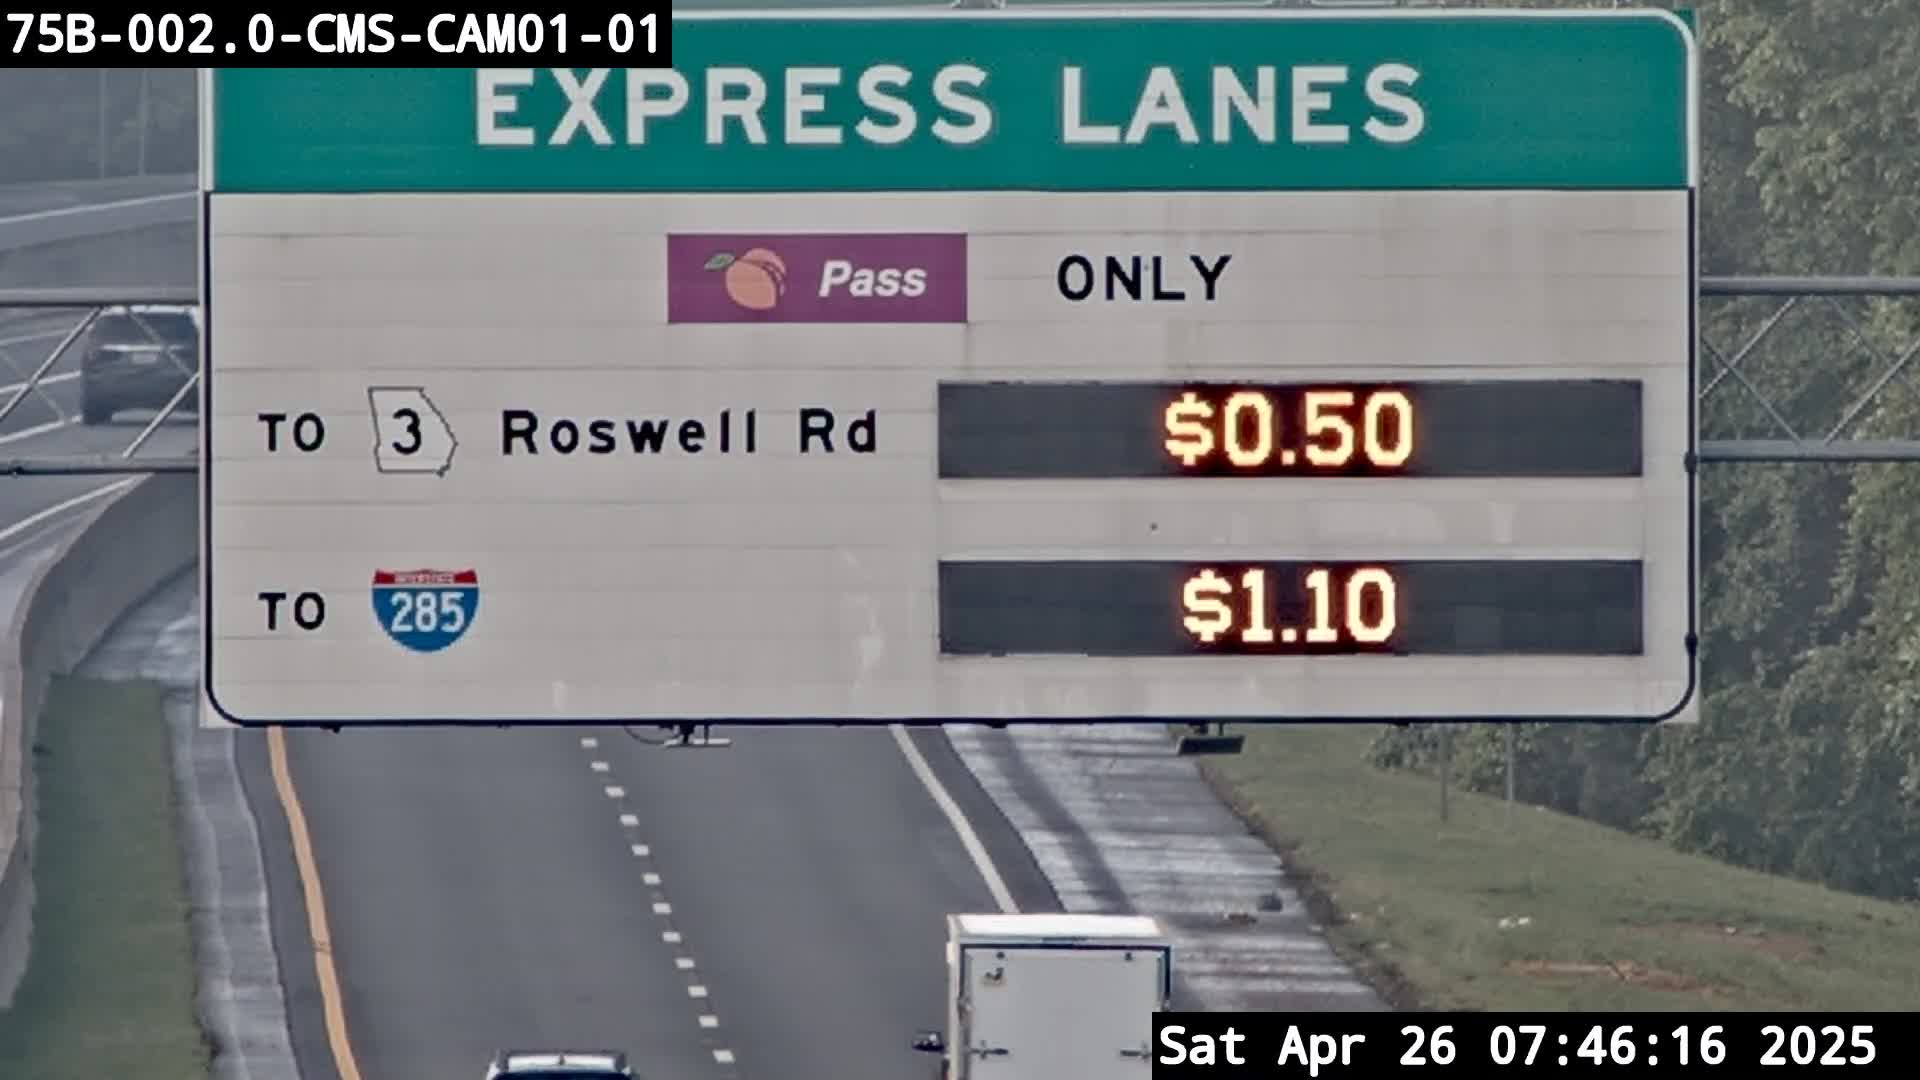 75B-002.0-CMS-CAM01-01
EXPRESS LANES
Pass ONLY
TO 3 Roswell Rd $0.50
INTERSTATE
TO 285 $1.10
Sat Apr 26 07:46:16 2025